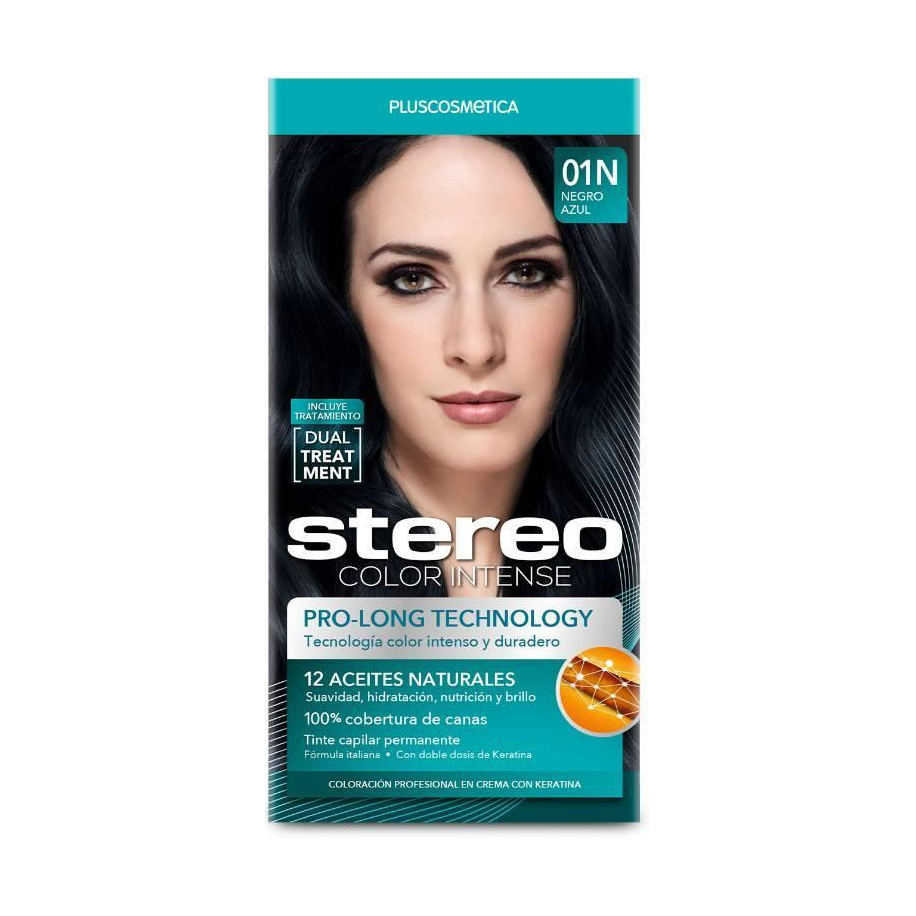 PLUSCOSMETICA
01N
NEGRO
AZUL
INCLUYE
TRATAMIENTO
DUAL
TREAT
MENT
stereo
COLOR INTENSE
PRO-LONG TECHNOLOGY
Tecnología color intenso y duradero
12 ACEITES NATURALES
Suavidad, hidratación, nutrición y brillo
100% cobertura de canas
Tinte capilar permanente
Fórmula italiana • Con doble dosis de Keratina
COLORACIÓN PROFESIONAL EN CREMA CON KERATINA